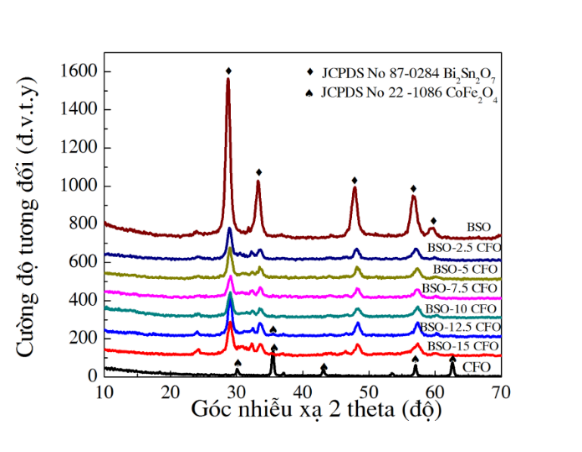 Cường độ tương đối (đ.v.t.y)
1600
1400
1200
1000
800
600
400
200
0
♦ JCPDS No 87-0284 Bi2Sn2O7
♠ JCPDS No 22 -1086 CoFe2O4
BSO
BSO-2.5 CFO
BSO-5 CFO
BSO-7.5 CFO
BSO-10 CFO
BSO-12.5 CFO
BSO-15 CFO
CFO
10 20 30 40 50 60 70
Góc nhiễu xạ 2 theta (độ)